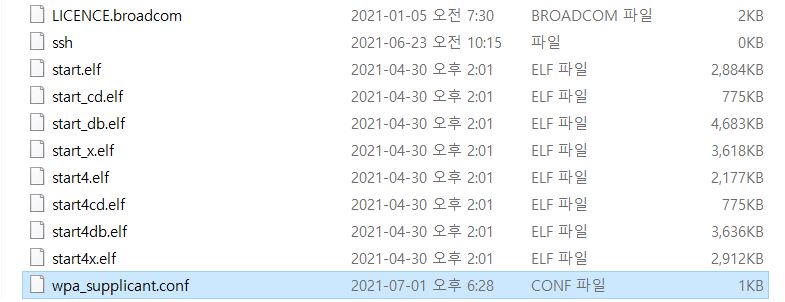 LICENCE.broadcom 2021-01-05 오전 7:30 BROADCOM 파일 2KB
ssh 2021-06-23 오전 10:15 파일 0KB
start.elf 2021-04-30 오후 2:01 ELF 파일 2,884KB
start_cd.elf 2021-04-30 오후 2:01 ELF 파일 775KB
start_db.elf 2021-04-30 오후 2:01 ELF 파일 4,683KB
start_x.elf 2021-04-30 오후 2:01 ELF 파일 3,618KB
start4.elf 2021-04-30 오후 2:01 ELF 파일 2,177KB
start4cd.elf 2021-04-30 오후 2:01 ELF 파일 775KB
start4db.elf 2021-04-30 오후 2:01 ELF 파일 3,636KB
start4x.elf 2021-04-30 오후 2:01 ELF 파일 2,912KB
wpa_supplicant.conf 2021-07-01 오후 6:28 CONF 파일 1KB